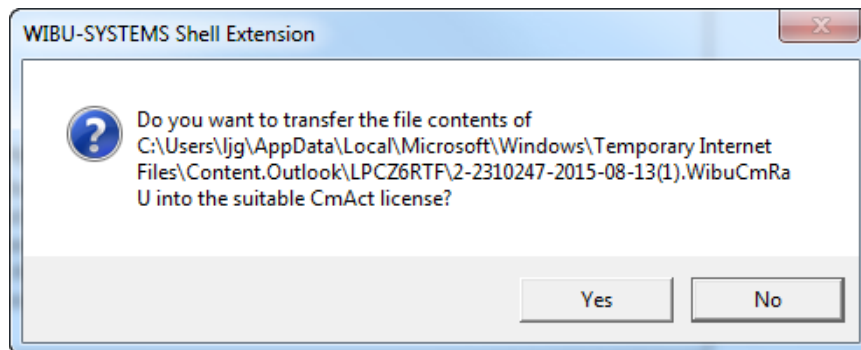 WIBU-SYSTEMS Shell Extension
Do you want to transfer the file contents of
C:\Users\ljg\AppData\Local\Microsoft\Windows\Temporary Internet
Files\Content.Outlook\LPCZ6RTF\2-2310247-2015-08-13(1).WibuCmRa
U into the suitable CmAct license?
Yes No